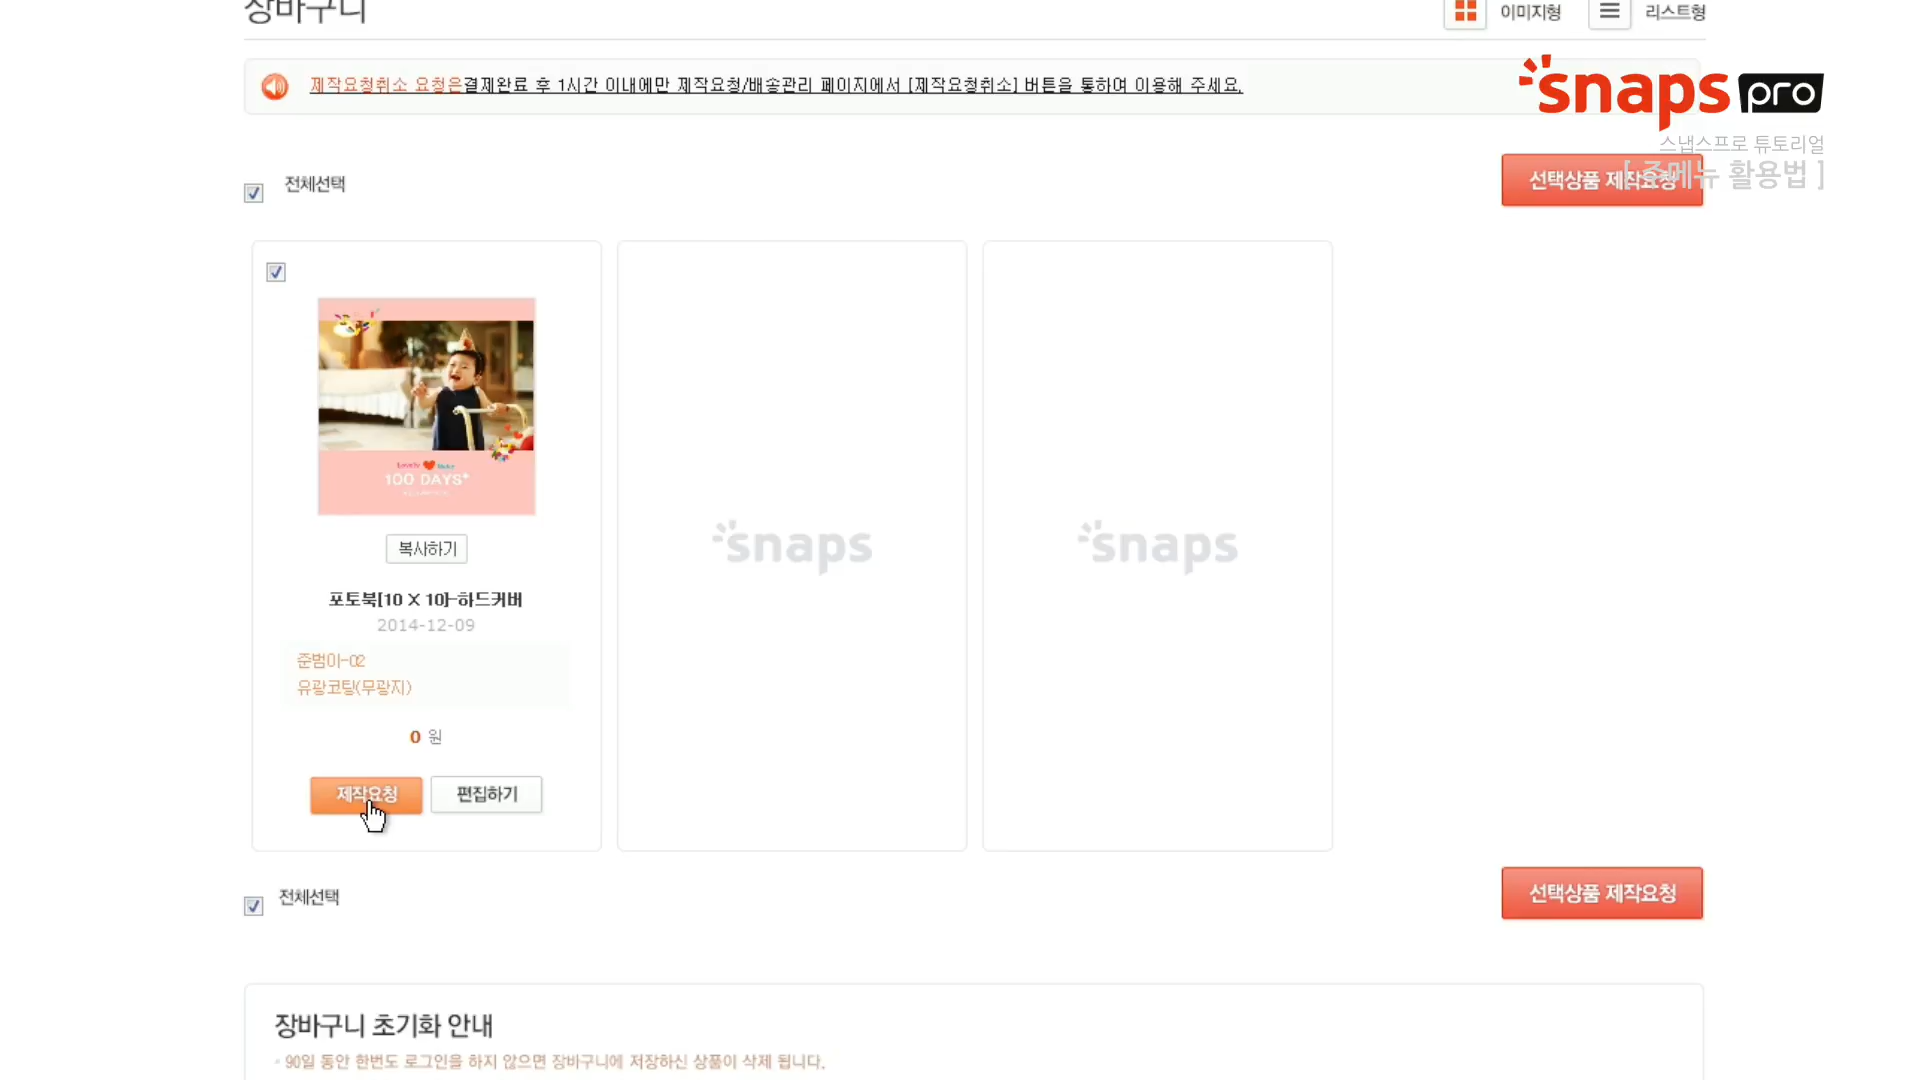 장바구니
이미지형
리스트형
제작요청취소 요청은결제완료 후 1시간 이내에만 제작요청/배송관리 페이지에서 [제작요청취소] 버튼을 통하여 이용해 주세요.
snaps pro
스냅스프로 튜토리얼
[ 주메뉴 활용법 ]
전체선택
선택상품 제작요청
100 DAYS+
snaps
snaps
복사하기
포토북[10 X 10]-하드커버
2014-12-09
준범이-02
유광코팅(무광지)
0 원
제작요청
편집하기
전체선택
선택상품 제작요청
장바구니 초기화 안내
90일 동안 한번도 로그인을 하지 않으면 장바구니에 저장하신 상품이 삭제 됩니다.